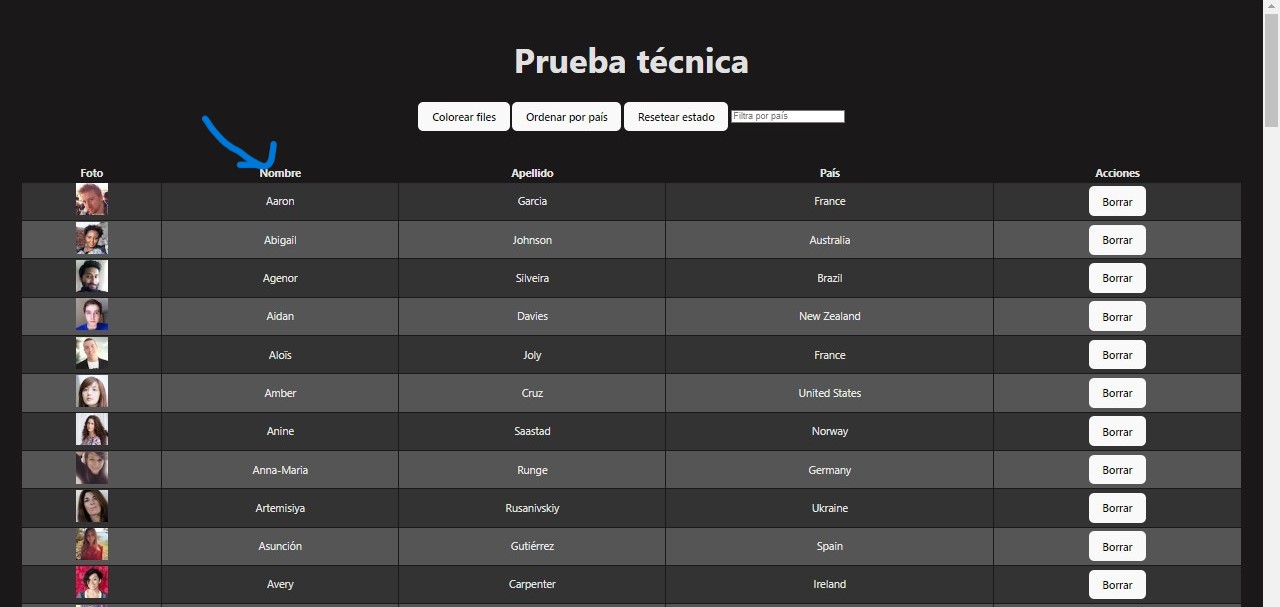 Prueba técnica
Colorear files Ordenar por país Resetear estado Filtra por país
Foto Nombre Apellido País Acciones
Aaron Garcia France Borrar
Abigail Johnson Australia Borrar
Agenor Silveira Brazil Borrar
Aidan Davies New Zealand Borrar
Aloïs Joly France Borrar
Amber Cruz United States Borrar
Anine Saastad Norway Borrar
Anna-Maria Runge Germany Borrar
Artemisiya Rusanivskiy Ukraine Borrar
Asunción Gutiérrez Spain Borrar
Avery Carpenter Ireland Borrar